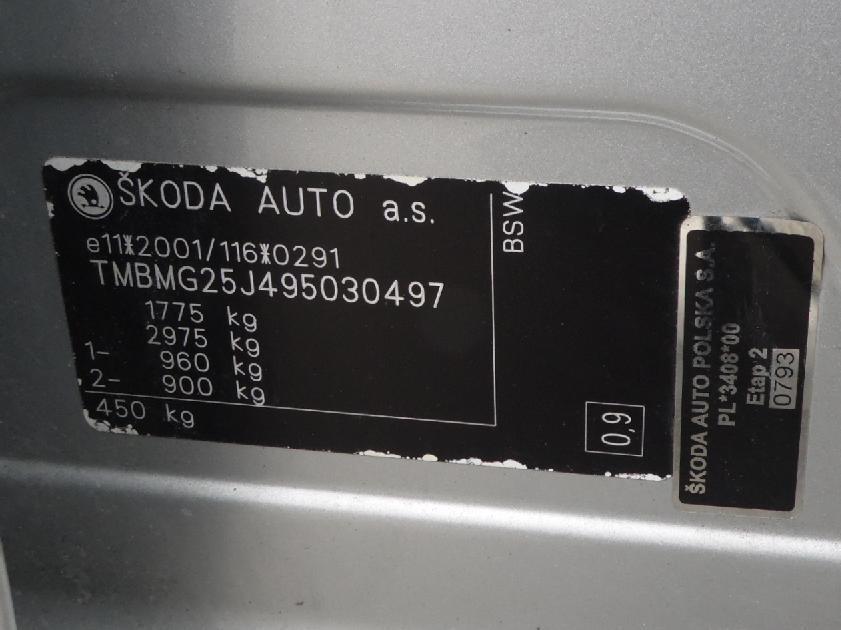 ŠKODA AUTO a.s.
e11*2001/116*0291
TMBMG25J495030497
1775 kg
2975 kg
1- 960 kg
2- 900 kg
450 kg
BSW
0,9
ŠKODA AUTO POLSKA S.A.
PL*3408*00
Etap 2
0793